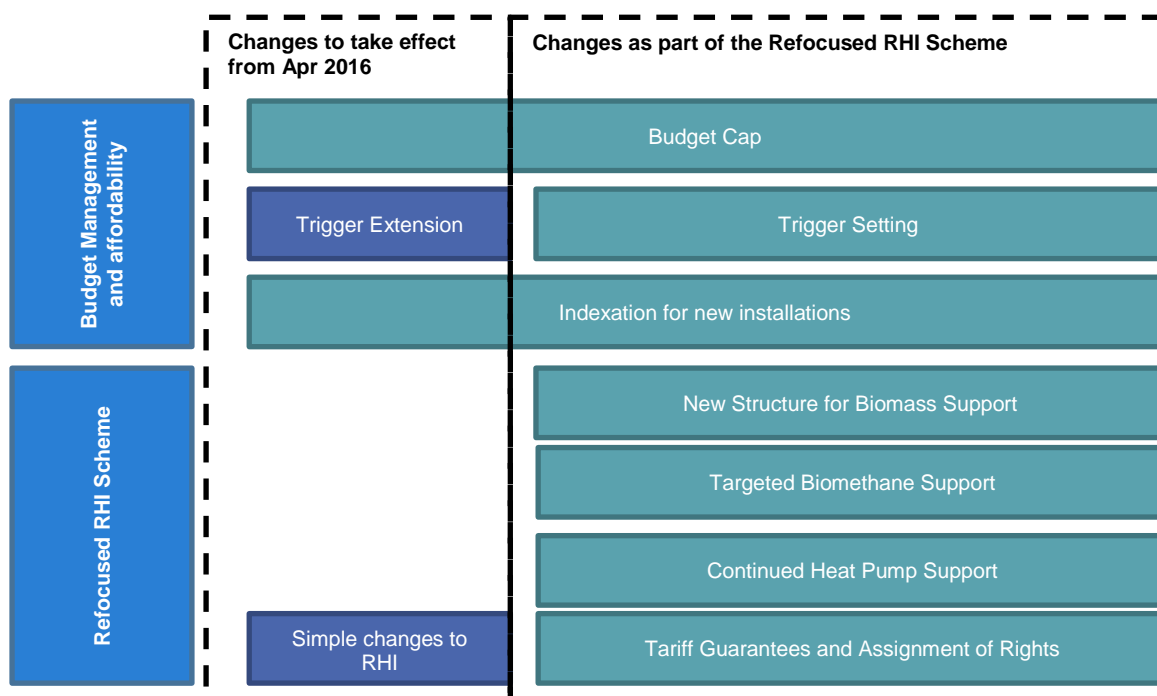 Changes to take effect
from Apr 2016
Changes as part of the Refocused RHI Scheme
Budget Management
and affordability
Budget Cap
Trigger Extension
Trigger Setting
Indexation for new installations
Refocused RHI Scheme
New Structure for Biomass Support
Targeted Biomethane Support
Continued Heat Pump Support
Simple changes to
RHI
Tariff Guarantees and Assignment of Rights